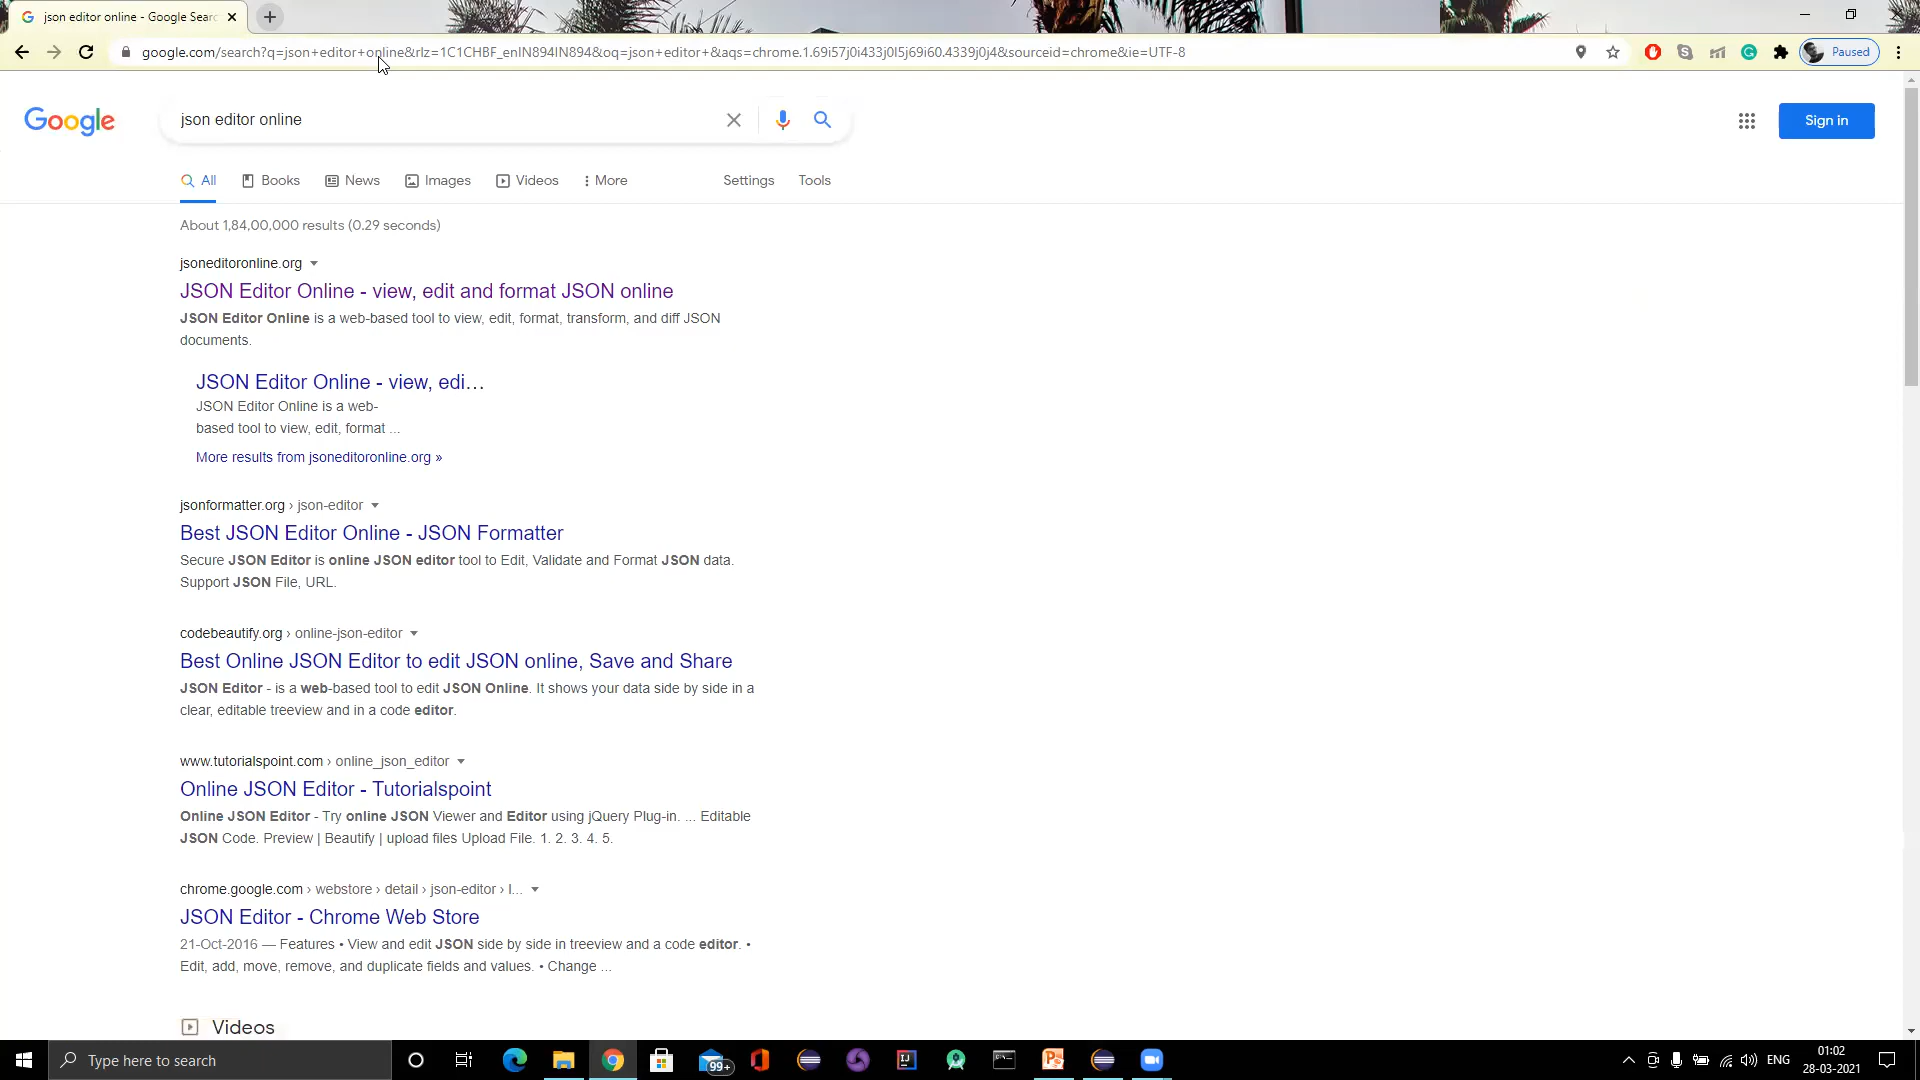 json editor online - Google Searc
google.com/search?q=json+editor+online&rlz=1C1CHBF_enIN894IN894&oq=json+editor+&aqs=chrome.1.69i57j0i433j0l5j69i60.4339j0j4&sourceid=chrome&ie=UTF-8
Paused
Google
json editor online
Sign in
All
Books
News
Images
Videos
More
Settings
Tools
About 1,84,00,000 results (0.29 seconds)
jsoneditoronline.org
JSON Editor Online - view, edit and format JSON online
JSON Editor Online is a web-based tool to view, edit, format, transform, and diff JSON
documents.
JSON Editor Online - view, edi...
JSON Editor Online is a web-
based tool to view, edit, format ...
More results from jsoneditoronline.org »
jsonformatter.org › json-editor
Best JSON Editor Online - JSON Formatter
Secure JSON Editor is online JSON editor tool to Edit, Validate and Format JSON data.
Support JSON File, URL.
codebeautify.org › online-json-editor
Best Online JSON Editor to edit JSON online, Save and Share
JSON Editor - is a web-based tool to edit JSON Online. It shows your data side by side in a
clear, editable treeview and in a code editor.
www.tutorialspoint.com › online_json_editor
Online JSON Editor - Tutorialspoint
Online JSON Editor - Try online JSON Viewer and Editor using jQuery Plug-in. ... Editable
JSON Code. Preview | Beautify | upload files Upload File. 1. 2. 3. 4. 5.
chrome.google.com › webstore › detail › json-editor › l...
JSON Editor - Chrome Web Store
21-Oct-2016 — Features • View and edit JSON side by side in treeview and a code editor. •
Edit, add, move, remove, and duplicate fields and values. • Change ...
Videos
Type here to search
99+
ENG
01:02
28-03-2021